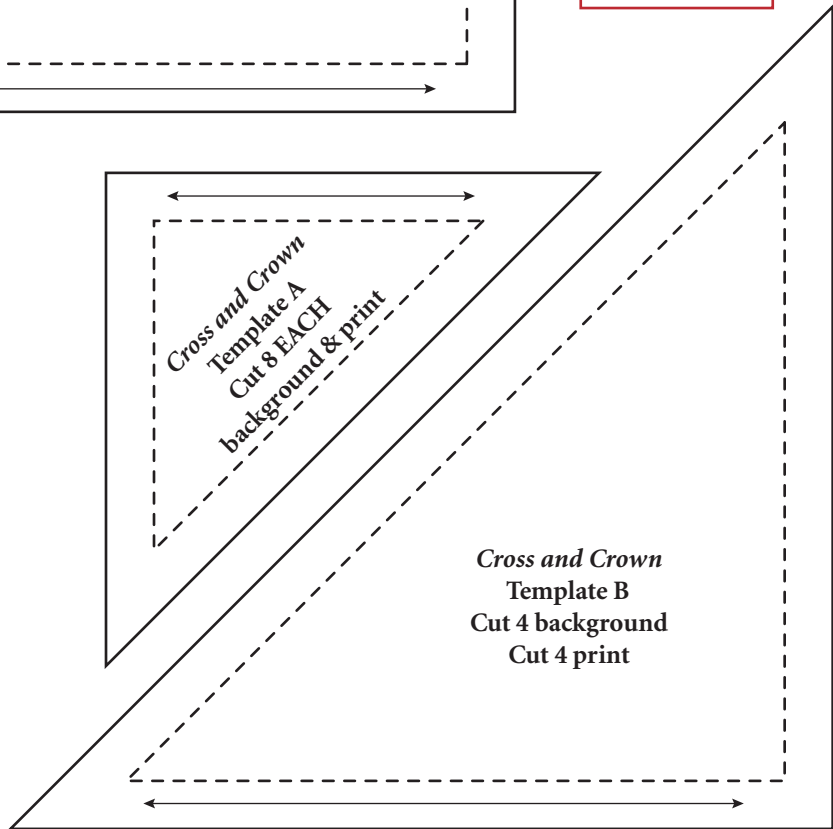 Cross and Crown
Template A
Cut 8 EACH
background & print
Cross and Crown
Template B
Cut 4 background
Cut 4 print